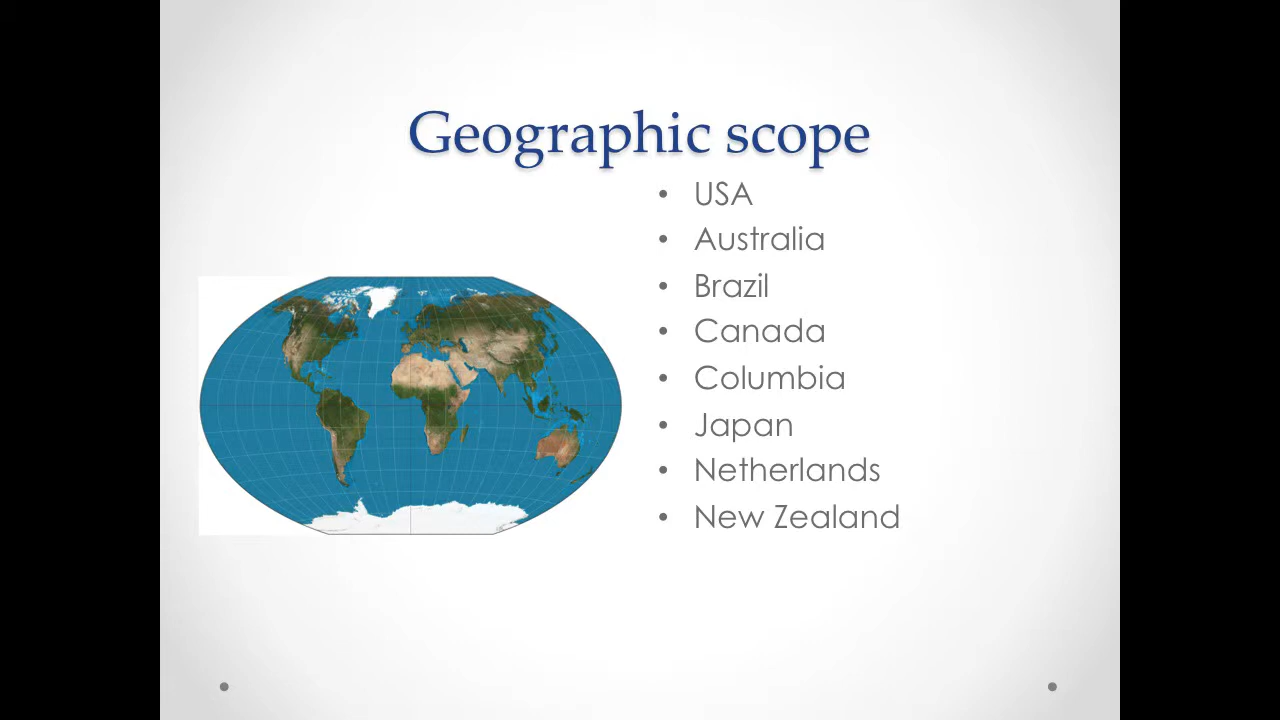 Geographic scope
• USA
• Australia
• Brazil
• Canada
• Columbia
• Japan
• Netherlands
• New Zealand